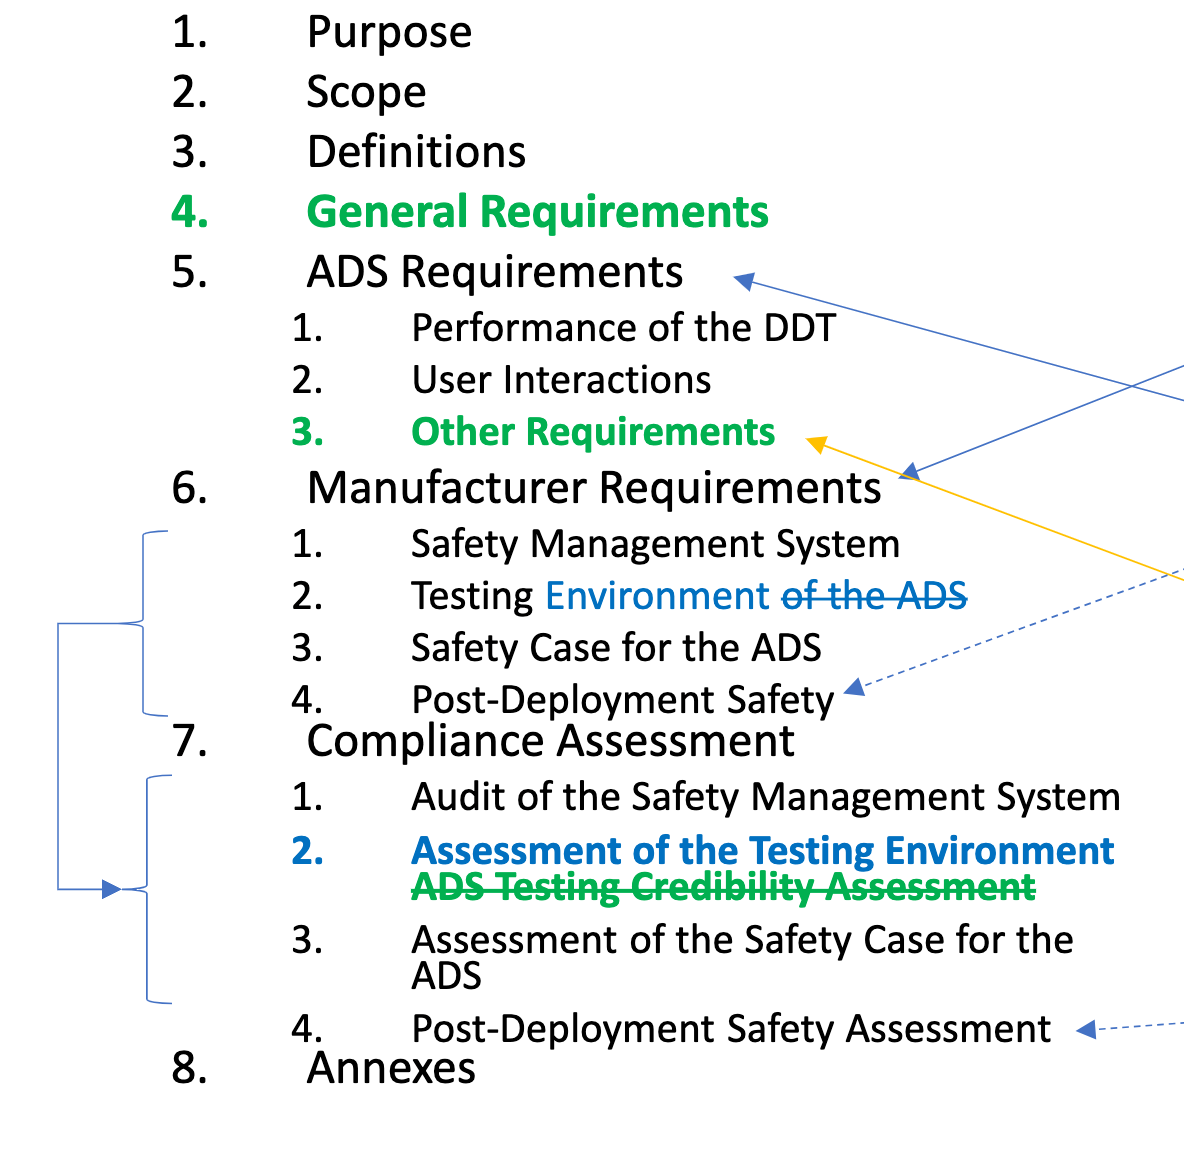 1. Purpose
2. Scope
3. Definitions
4. General Requirements
5. ADS Requirements
1. Performance of the DDT
2. User Interactions
3. Other Requirements
6. Manufacturer Requirements
1. Safety Management System
2. Testing Environment of the ADS
3. Safety Case for the ADS
4. Post-Deployment Safety
7. Compliance Assessment
1. Audit of the Safety Management System
2. Assessment of the Testing Environment
ADS Testing Credibility Assessment
3. Assessment of the Safety Case for the
ADS
4. Post-Deployment Safety Assessment
8. Annexes